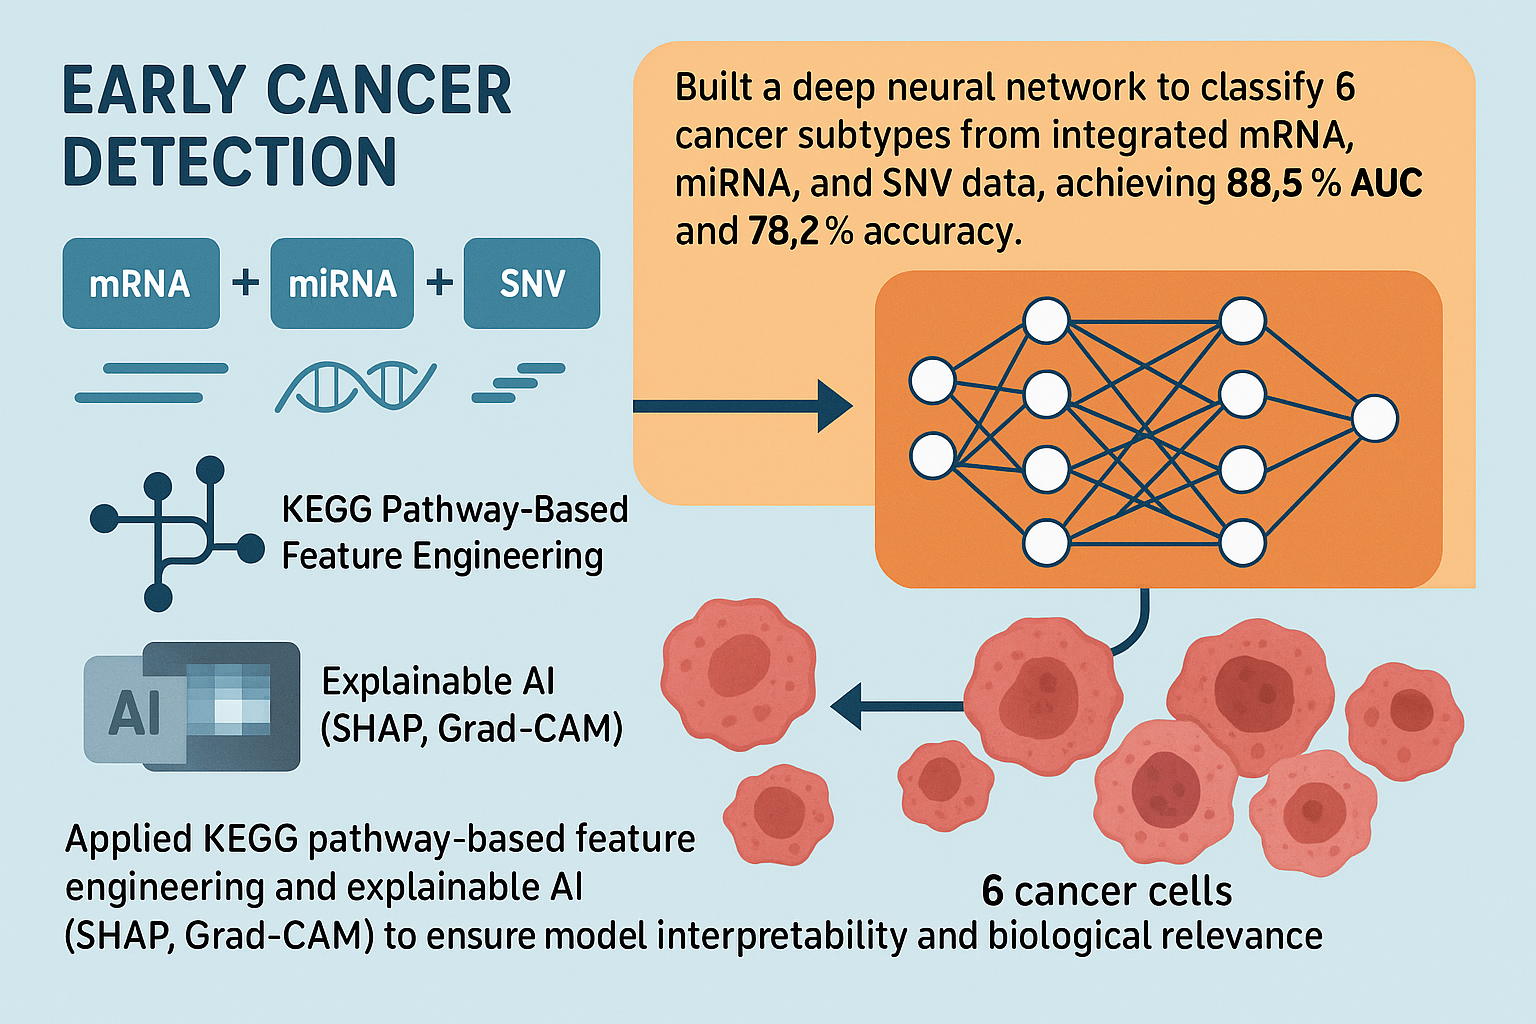 EARLY CANCER
DETECTION
mRNA + miRNA + SNV
KEGG Pathway-Based
Feature Engineering
AI
Explainable AI
(SHAP, Grad-CAM)
Built a deep neural network to classify 6
cancer subtypes from integrated mRNA,
miRNA, and SNV data, achieving 88,5 % AUC
and 78,2 % accuracy.
6 cancer cells
Applied KEGG pathway-based feature
engineering and explainable AI
(SHAP, Grad-CAM) to ensure model interpretability and biological relevance